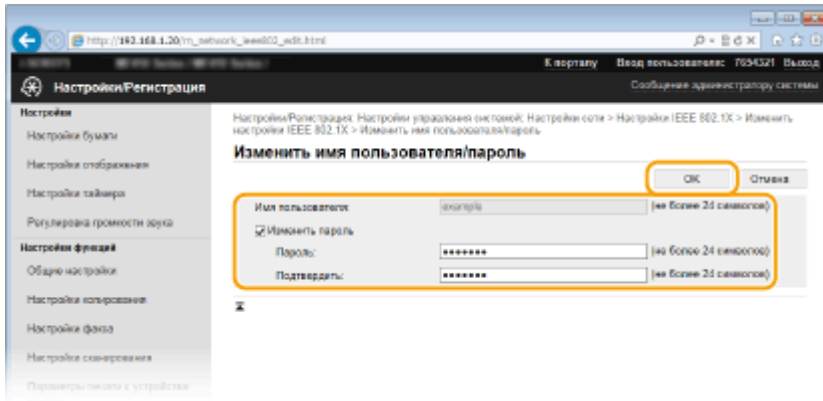 http://192.168.1.20/m_network_ieee802_edit.html
К порталу Ввод пользователя: 7654321 Выход
Настройки/Регистрация
Сообщение администратору системы
Настройки
Настройки бумаги
Настройки отображения
Настройки таймера
Регулировка громкости звука
Настройки функций
Общие настройки
Настройки копирования
Настройки факса
Настройки сканирования
Параметры печати с устройства
Настройки/Регистрация: Настройки управления системой: Настройки сети > Настройки IEEE 802.1X > Изменить
настройки IEEE 802.1X > Изменить имя пользователя/пароль
Изменить имя пользователя/пароль
OK Отмена
Имя пользователя: example (не более 24 символов)
Изменить пароль
Пароль: ••••••• (не более 24 символов)
Подтвердить: ••••••• (не более 24 символов)